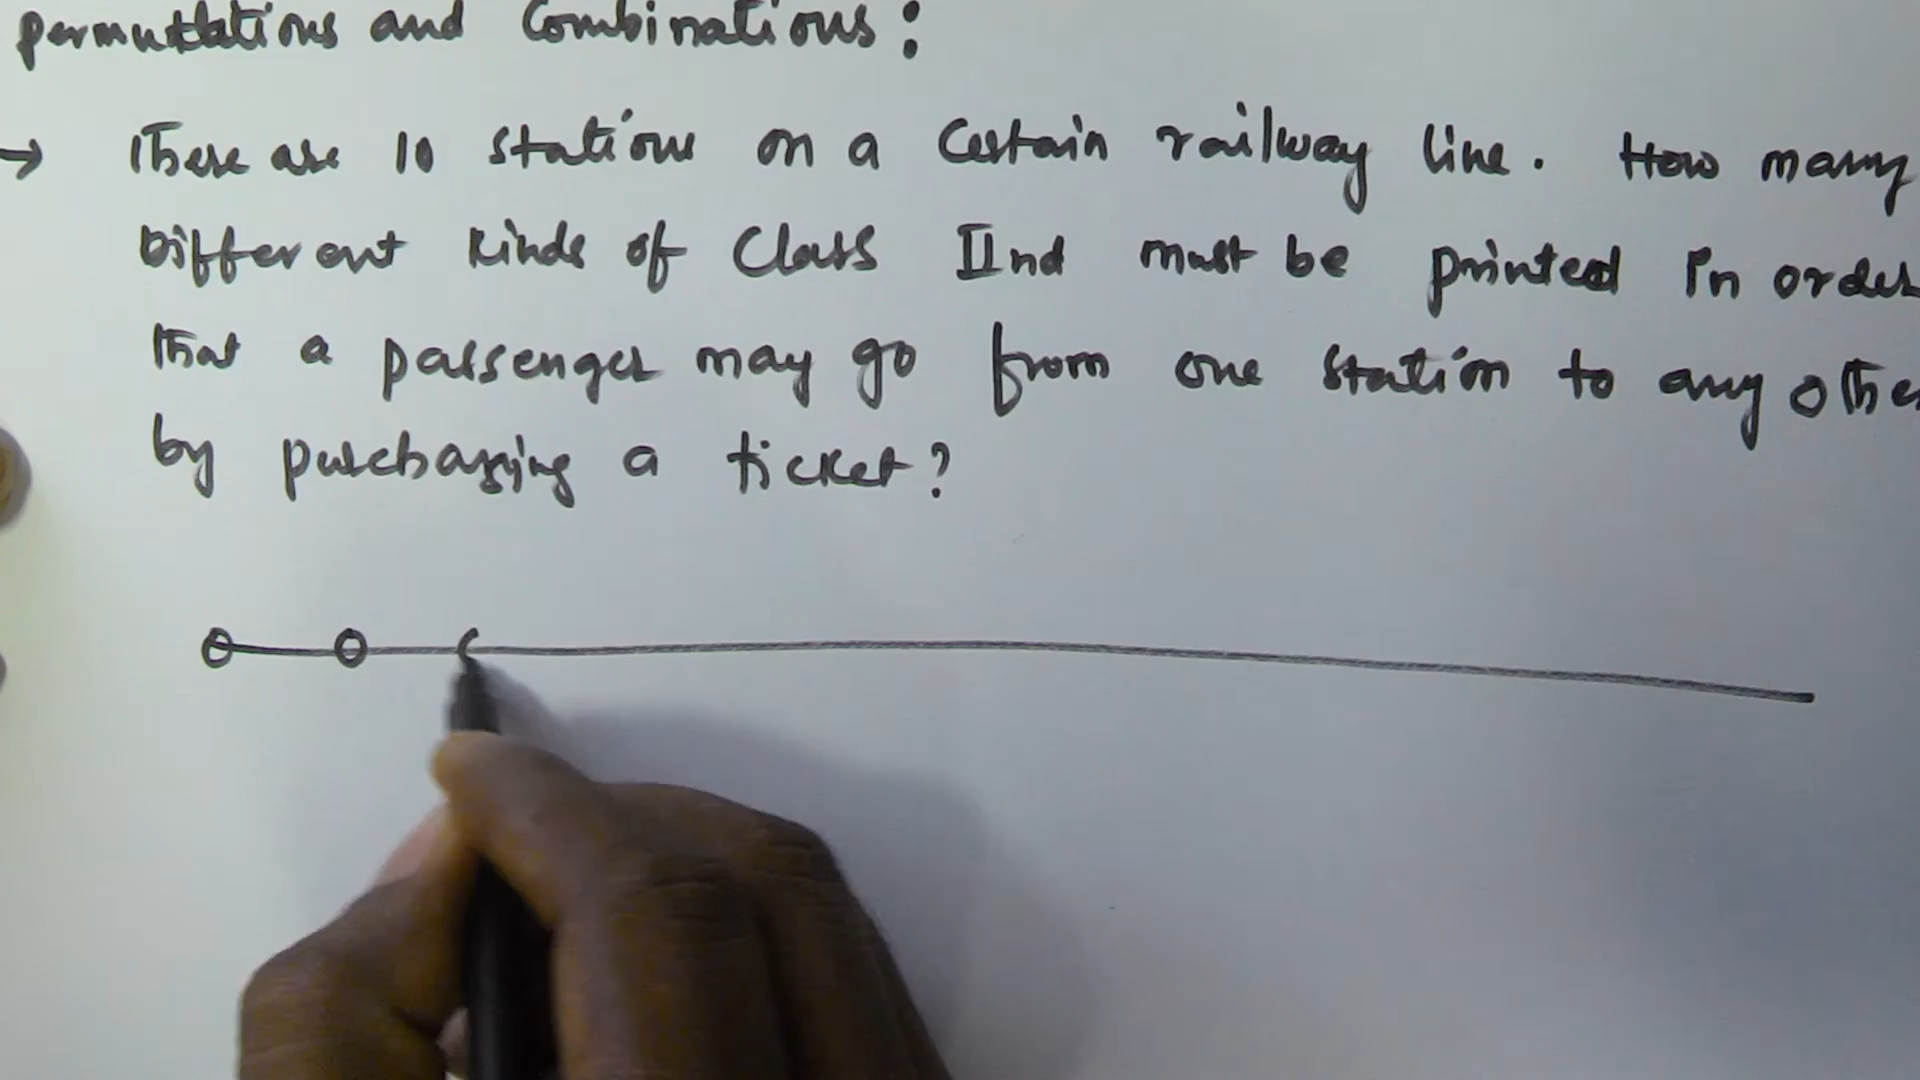 permutations and Combinations:
→ There are 10 stations on a Certain railway line. How many
Different kinds of Class IInd must be printed in order
that a passenger may go from one station to any other
by purchasing a ticket?